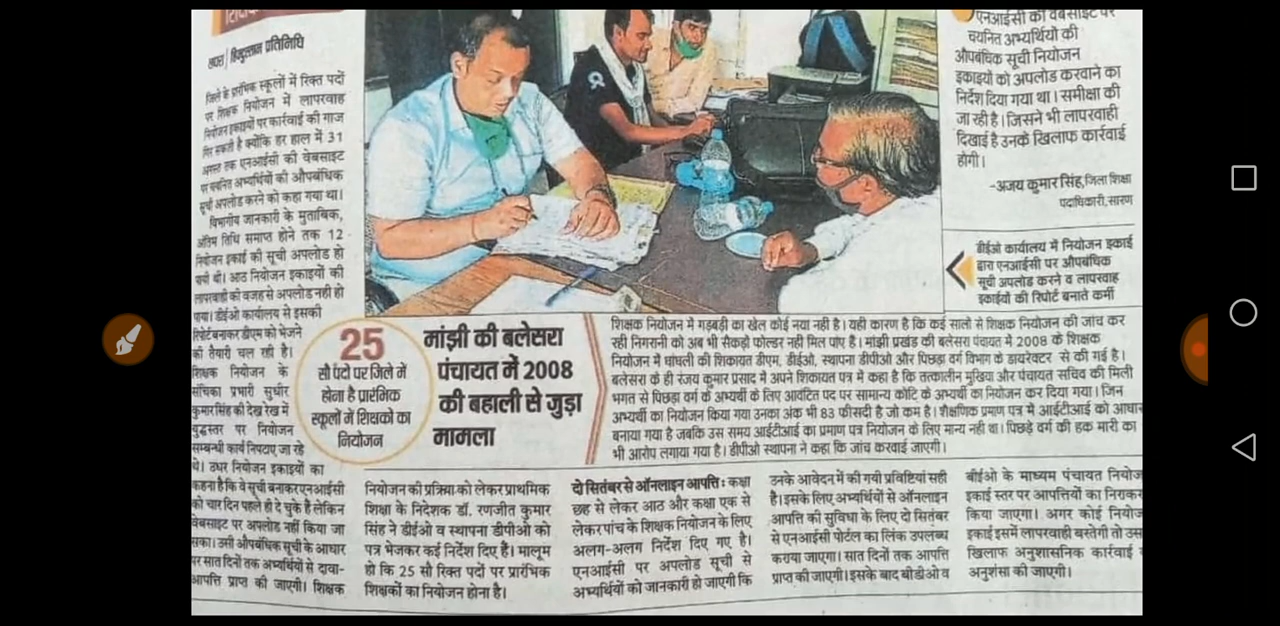 छपरा | हिन्दुस्तान प्रतिनिधि
जिले के प्रारंभिक स्कूलों में रिक्त पदों
पर शिक्षक नियोजन में लापरवाह
नियोजन इकाइयों पर कार्रवाई की गाज
गिर सकती है क्योंकि हर हाल में 31
अगस्त तक एनआईसी की वेबसाइट
पर चयनित अभ्यर्थियों की औपबंधिक
सूची अपलोड करने को कहा गया था।
विभागीय जानकारी के मुताबिक,
अंतिम तिथि समाप्त होने तक 12
नियोजन इकाई की सूची अपलोड हो
पायी थी। आठ नियोजन इकाइयों की
लापरवाही की वजह से अपलोड नही हो
पाया। डीईओ कार्यालय से इसकी
रिपोर्ट बनाकर डीएम को भेजने
की तैयारी चल रही है।
शिक्षक नियोजन के
संचिका प्रभारी सुधीर
कुमार सिंह की देख रेख में
युद्धस्तर पर नियोजन
सम्बन्धी कार्य निपटाए जा रहे
थे। उधर नियोजन इकाइयों का
कहना है कि वे सूची बनाकर एनआईसी
को चार दिन पहले ही दे चुके है लेकिन
वेबसाइट पर अपलोड नहीं किया जा
सका। उसी औपबंधिक सूची के आधार
पर सात दिनों तक अभ्यर्थियों से दावा-
आपत्ति प्राप्त की जाएगी। शिक्षक
नियोजन की प्रक्रिया को लेकर प्राथमिक
शिक्षा के निदेशक डॉ. रणजीत कुमार
सिंह ने डीईओ व स्थापना डीपीओ को
पत्र भेजकर कई निर्देश दिए है। मालूम
हो कि 25 सौ रिक्त पदों पर प्रारंभिक
शिक्षकों का नियोजन होना है।
दो सितंबर से ऑनलाइन आपत्ति : कक्षा
छह से लेकर आठ और कक्षा एक से
लेकर पांच के शिक्षक नियोजन के लिए
अलग-अलग निर्देश दिए गए है।
एनआईसी पर अपलोड सूची से
अभ्यर्थियों को जानकारी हो जाएगी कि
उनके आवेदन में की गयी प्रविष्टियां सही
है। इसके लिए अभ्यर्थियों से ऑनलाइन
आपत्ति की सुविधा के लिए दो सितंबर
से एनआईसी पोर्टल का लिंक उपलब्ध
कराया जाएगा। सात दिनों तक आपत्ति
प्राप्त की जाएगी। इसके बाद बीडीओ व
बीईओ के माध्यम पंचायत नियोज
इकाई स्तर पर आपत्तियों का निराकर
किया जाएगा। अगर कोई नियोज
इकाई इसमें लापरवाही बरतेगी तो उस
खिलाफ अनुशासनिक कार्रवाई
अनुशंसा की जाएगी।
25
सौ पदों पर जिले में
होना है प्रारंभिक
स्कूलों में शिक्षकों का
नियोजन
मांझी की बलेसरा
पंचायत में 2008
की बहाली से जुड़ा
मामला
शिक्षक नियोजन में गड़बड़ी का खेल कोई नया नही है। यही कारण है कि कई सालो से शिक्षक नियोजन की जांच कर
रही निगरानी को अब भी सैकड़ो फोल्डर नही मिल पाए है। मांझी प्रखंड की बलेसरा पंचायत मे 2008 के शिक्षक
नियोजन में धांधली की शिकायत डीएम, डीईओ, स्थापना डीपीओ और पिछड़ा वर्ग विभाग के डायरेक्टर से की गई है।
बलेसरा के ही रंजय कुमार प्रसाद में अपने शिकायत पत्र में कहा है कि तत्कालीन मुखिया और पंचायत सचिव की मिली
भगत से पिछड़ा वर्ग के अभ्यर्थी के लिए आवंटित पद पर सामान्य कोटि के अभ्यर्थी का नियोजन कर दिया गया। जिन
अभ्यर्थी का नियोजन किया गया उनका अंक भी 83 फीसदी है जो कम है। शैक्षणिक प्रमाण पत्र में आईटीआई को आधार
बनाया गया है जबकि उस समय आईटीआई का प्रमाण पत्र नियोजन के लिए मान्य नही था। पिछड़े वर्ग की हक मारी का
भी आरोप लगाया गया है। डीपीओ स्थापना ने कहा कि जांच करवाई जाएगी।
एनआईसी की वेबसाइट पर
चयनित अभ्यर्थियों की
औपबंधिक सूची नियोजन
इकाइयों को अपलोड करवाने का
निर्देश दिया गया था। समीक्षा की
जा रही है। जिसने भी लापरवाही
दिखाई है उनके खिलाफ कार्रवाई
होगी।
-अजय कुमार सिंह, जिला शिक्षा
पदाधिकारी, सारण
डीईओ कार्यालय में नियोजन इकाई
द्वारा एनआईसी पर औपबंधिक
सूची अपलोड करने व लापरवाह
इकाईयों की रिपोर्ट बनाते कर्मी